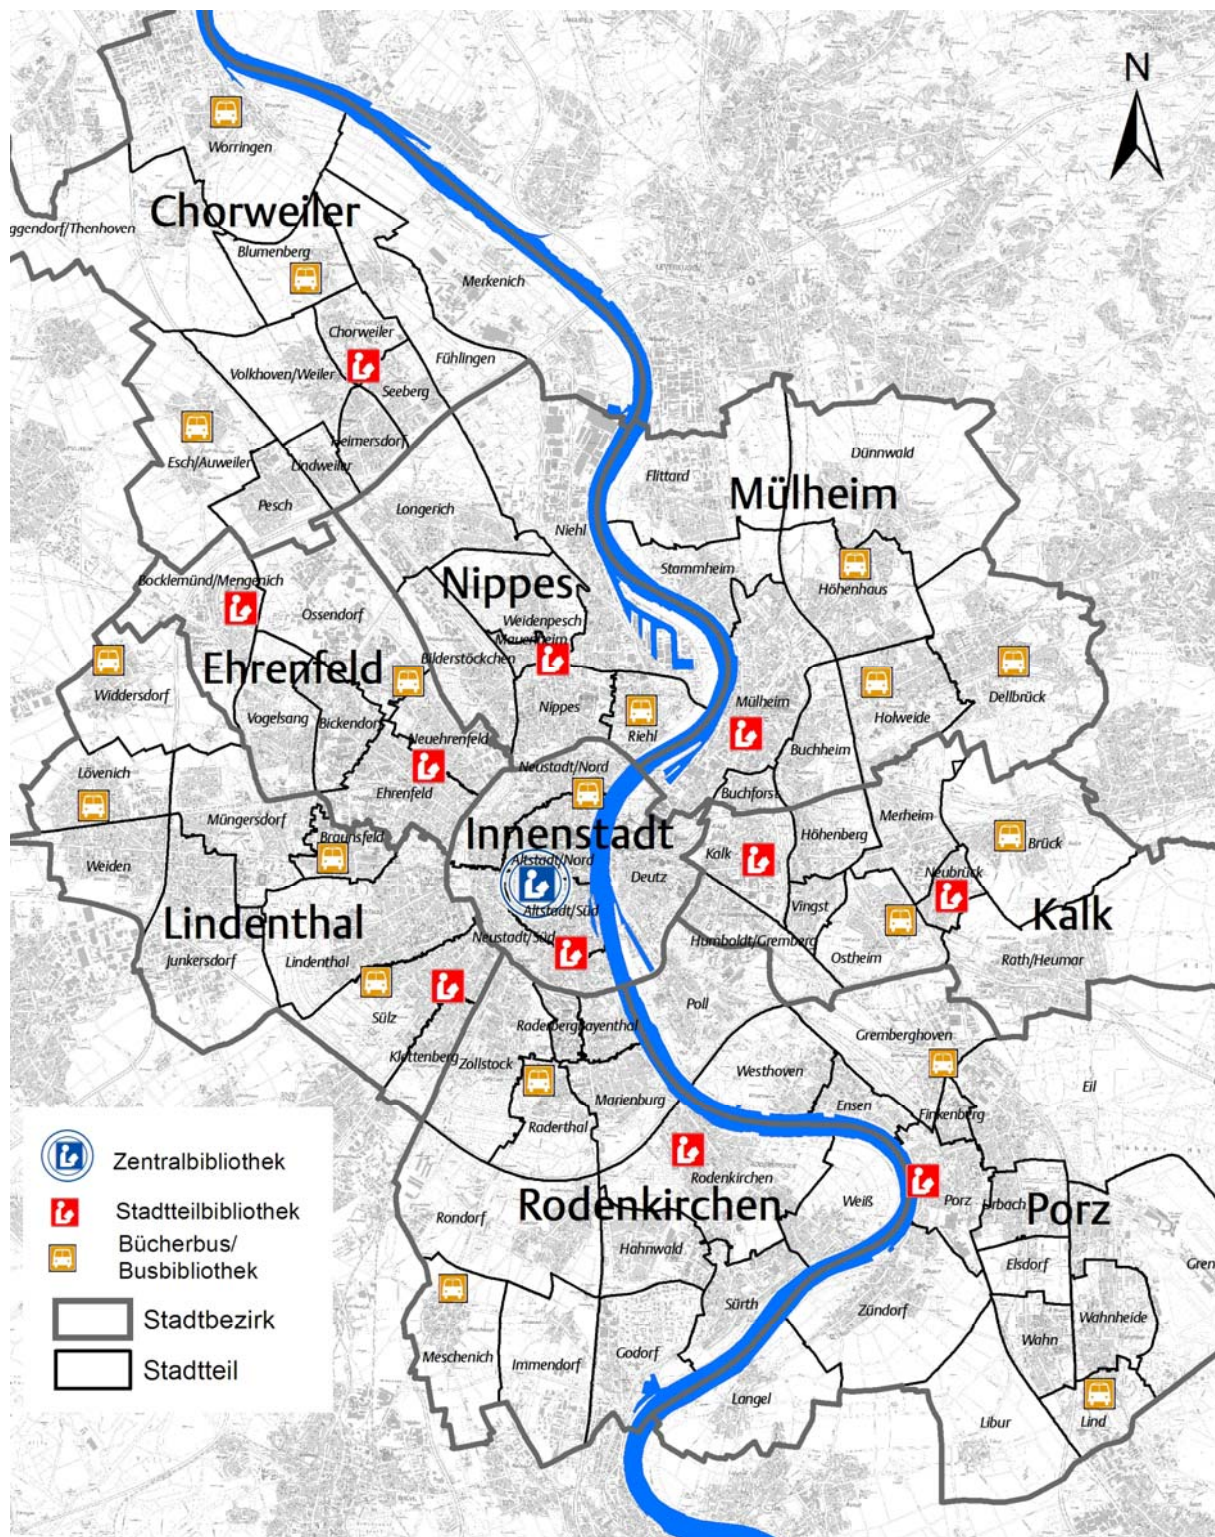 N
Worringen
Chorweiler
ggendorf/Thenhoven
Blumenberg
Merkenich
Chorweiler
Fühlingen
Volkhoven/Weiler
Seeberg
Heimersdorf
Dünnwald
Esch/Auweiler
Lindweiler
Flittard
Mülheim
Pesch
Longerich
Niehl
Stammheim
Bocklemünd/Mengenich
Nippes
Höhenhaus
Ossendorf
Weidenpesch
Mauenheim
Ehrenfeld
Bilderstöckchen
Widdersdorf
Dellbrück
Mülheim
Nippes
Holweide
Vogelsang
Bickendorf
Riehl
Neuehrenfeld
Buchheim
Neustadt/Nord
Lövenich
Ehrenfeld
Buchforst
Müngersdorf
Merheim
Braunsfeld
Innenstadt
Höhenberg
Brück
Kalk
Altstadt/Nord
Weiden
Deutz
Neubrück
Vingst
Altstadt/Süd
Kalk
Lindenthal
Neustadt/Süd
Humboldt/Gremberg
Junkersdorf
Lindenthal
Ostheim
Rath/Heumar
Poll
Sülz
Raderberg
Bayenthal
Gremberghoven
Klettenberg
Zollstock
Westhoven
Eil
Marienburg
Ensen
Finkenberg
Raderthal
Zentralbibliothek
Rodenkirchen
Rodenkirchen
Weiß
Porz
Urbach
Porz
Stadtteilbibliothek
Rondorf
Bücherbus/
Busbibliothek
Hahnwald
Elsdorf
Gren
Sürth
Zündorf
Wahnheide
Stadtbezirk
Wahn
Meschenich
Immendorf
Godorf
Stadtteil
Langel
Libur
Lind